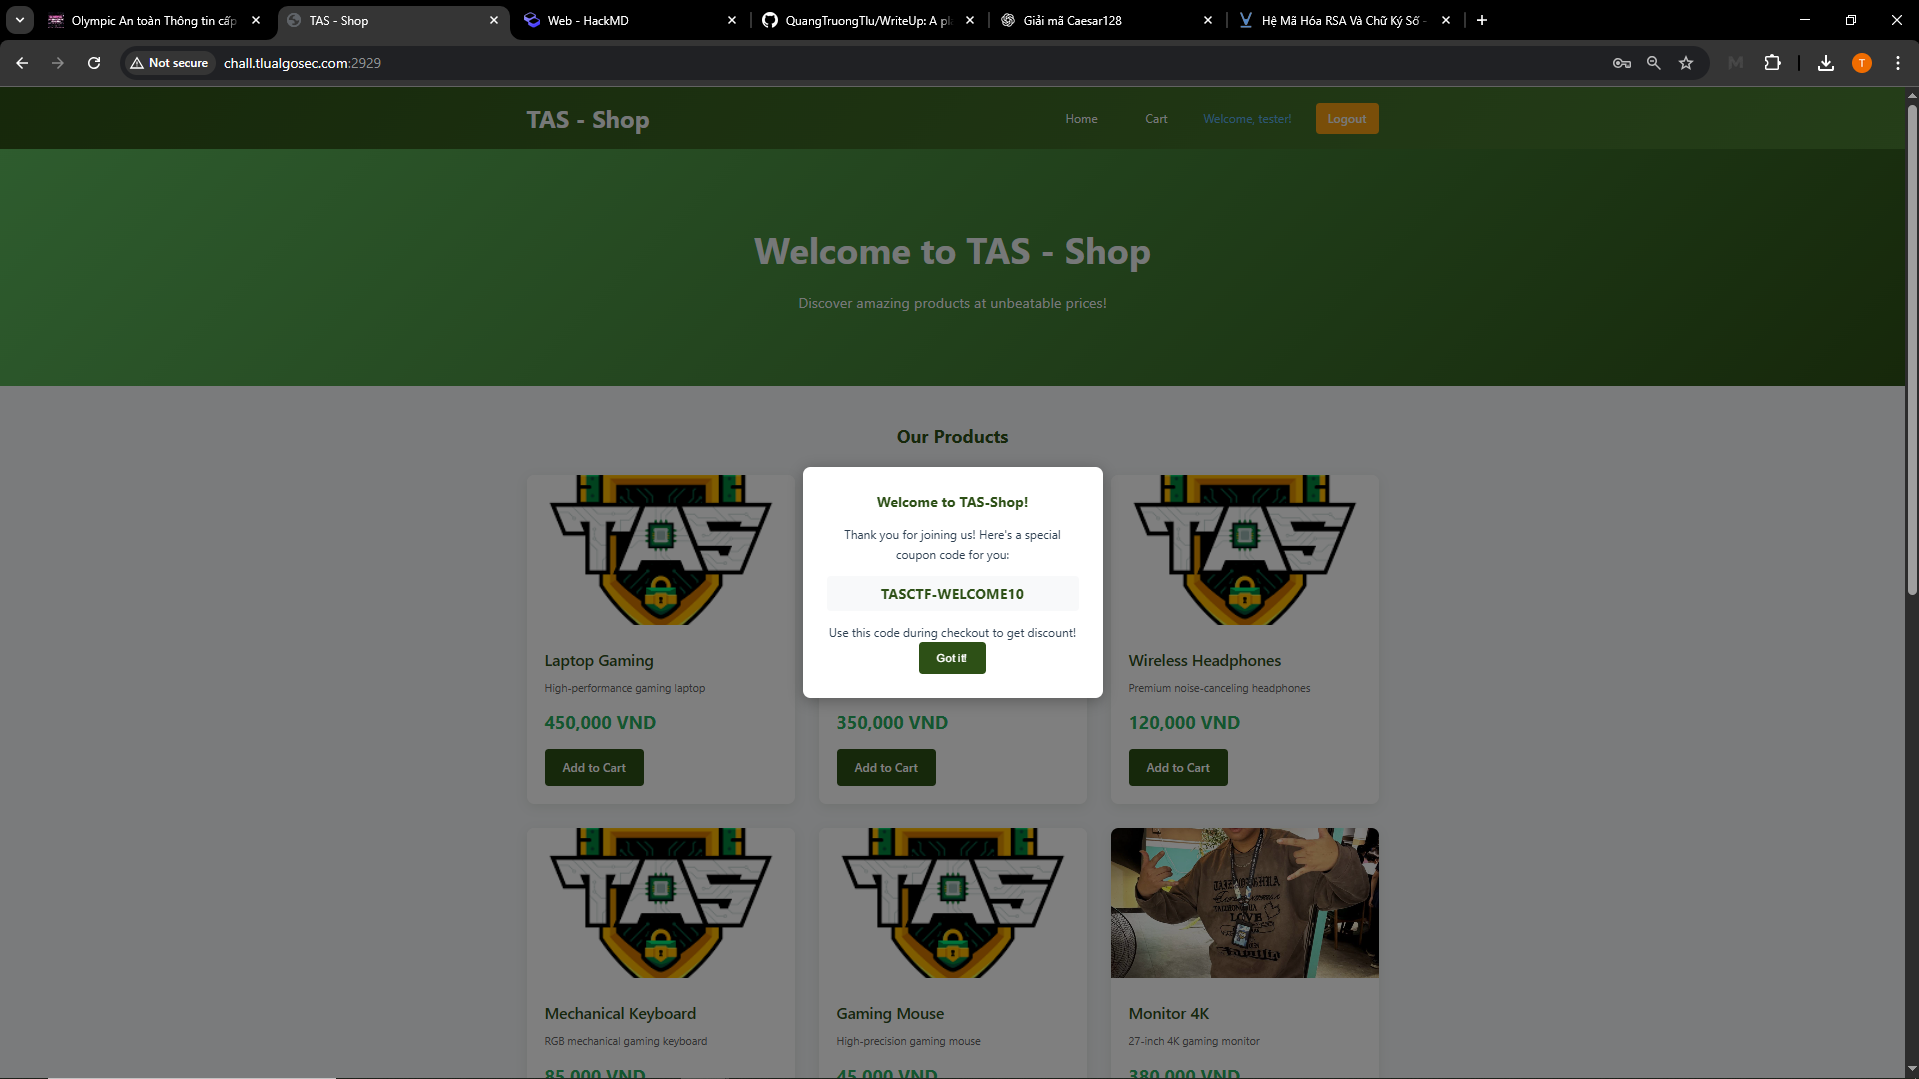 Olympic An toàn Thông tin cấp
TAS - Shop
Web - HackMD
QuangTruongTlu/WriteUp: A pl
Giải mã Caesar128
Hệ Mã Hóa RSA Và Chữ Ký Số -
Not secure
chall.tlualgosec.com:2929
T
TAS - Shop
Home
Cart
Welcome, tester!
Logout
Welcome to TAS - Shop
Discover amazing products at unbeatable prices!
Our Products
Welcome to TAS-Shop!
Thank you for joining us! Here's a special
coupon code for you:
TASCTF-WELCOME10
Use this code during checkout to get discount!
Got it!
TAS
TAS
Laptop Gaming
High-performance gaming laptop
450,000 VND
Add to Cart
350,000 VND
Add to Cart
Wireless Headphones
Premium noise-canceling headphones
120,000 VND
Add to Cart
TAS
TAS
LOVE
Mechanical Keyboard
RGB mechanical gaming keyboard
85,000 VND
Gaming Mouse
High-precision gaming mouse
45,000 VND
Monitor 4K
27-inch 4K gaming monitor
380,000 VND